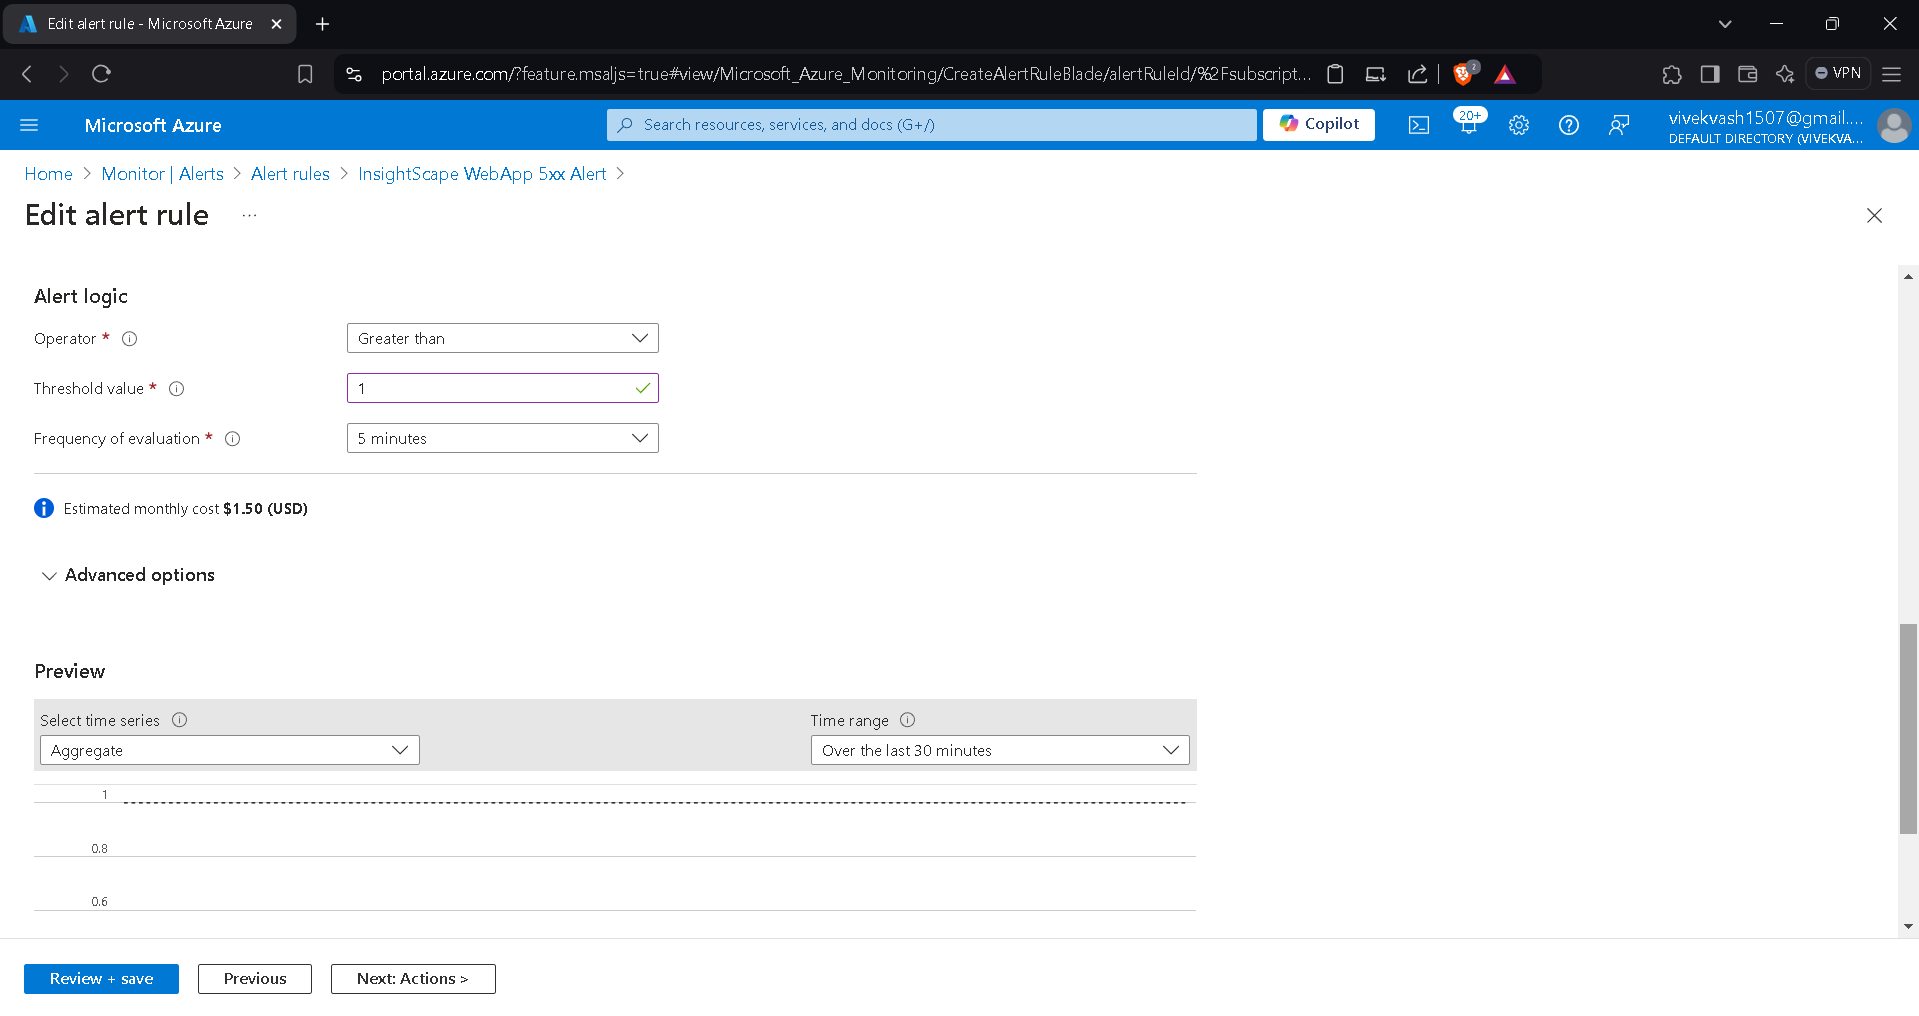 Edit alert rule - Microsoft Azure
portal.azure.com/?feature.msaljs=true#view/Microsoft_Azure_Monitoring/CreateAlertRuleBlade/alertRuleId/%2Fsubscript...
2
VPN
Microsoft Azure
Search resources, services, and docs (G+/)
Copilot
20+
vivekvash1507@gmail....
DEFAULT DIRECTORY (VIVEKVA...
Home > Monitor | Alerts > Alert rules > InsightScape WebApp 5xx Alert >
Edit alert rule ...
Alert logic
Operator * Greater than
Threshold value * 1
Frequency of evaluation * 5 minutes
Estimated monthly cost $1.50 (USD)
Advanced options
Preview
Select time series
Time range
Aggregate
Over the last 30 minutes
1
0.8
0.6
Review + save
Previous
Next: Actions >